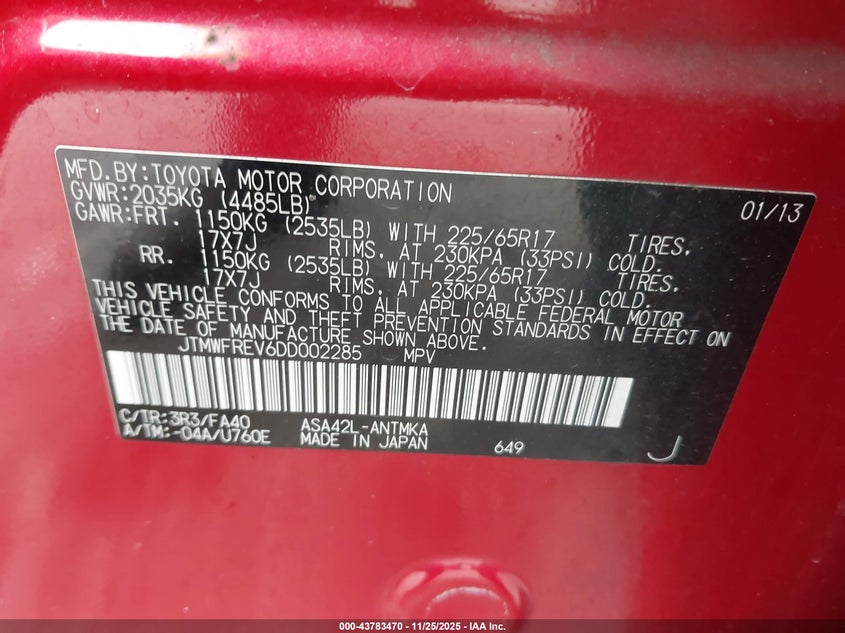 MFD.BY:TOYOTA MOTOR CORPORATION 01/13
GVWR:2035KG (4485LB)
GAWR:FRT. 1150KG (2535LB) WITH 225/65R17 TIRES,
17X7J RIMS, AT 230KPA (33PSI) COLD.
RR. 1150KG (2535LB) WITH 225/65R17 TIRES,
17X7J RIMS, AT 230KPA (33PSI) COLD.
THIS VEHICLE CONFORMS TO ALL APPLICABLE FEDERAL MOTOR
VEHICLE SAFETY AND THEFT PREVENTION STANDARDS IN EFFECT ON
THE DATE OF MANUFACTURE SHOWN ABOVE.
JTMWFREV6DD002285 MPV
C/TR:3R3/FA40 ASA42L-ANTMKA
A/TM:-04A/U760E MADE IN JAPAN 649 J
000-43783470 - 11/25/2025 - IAA Inc.